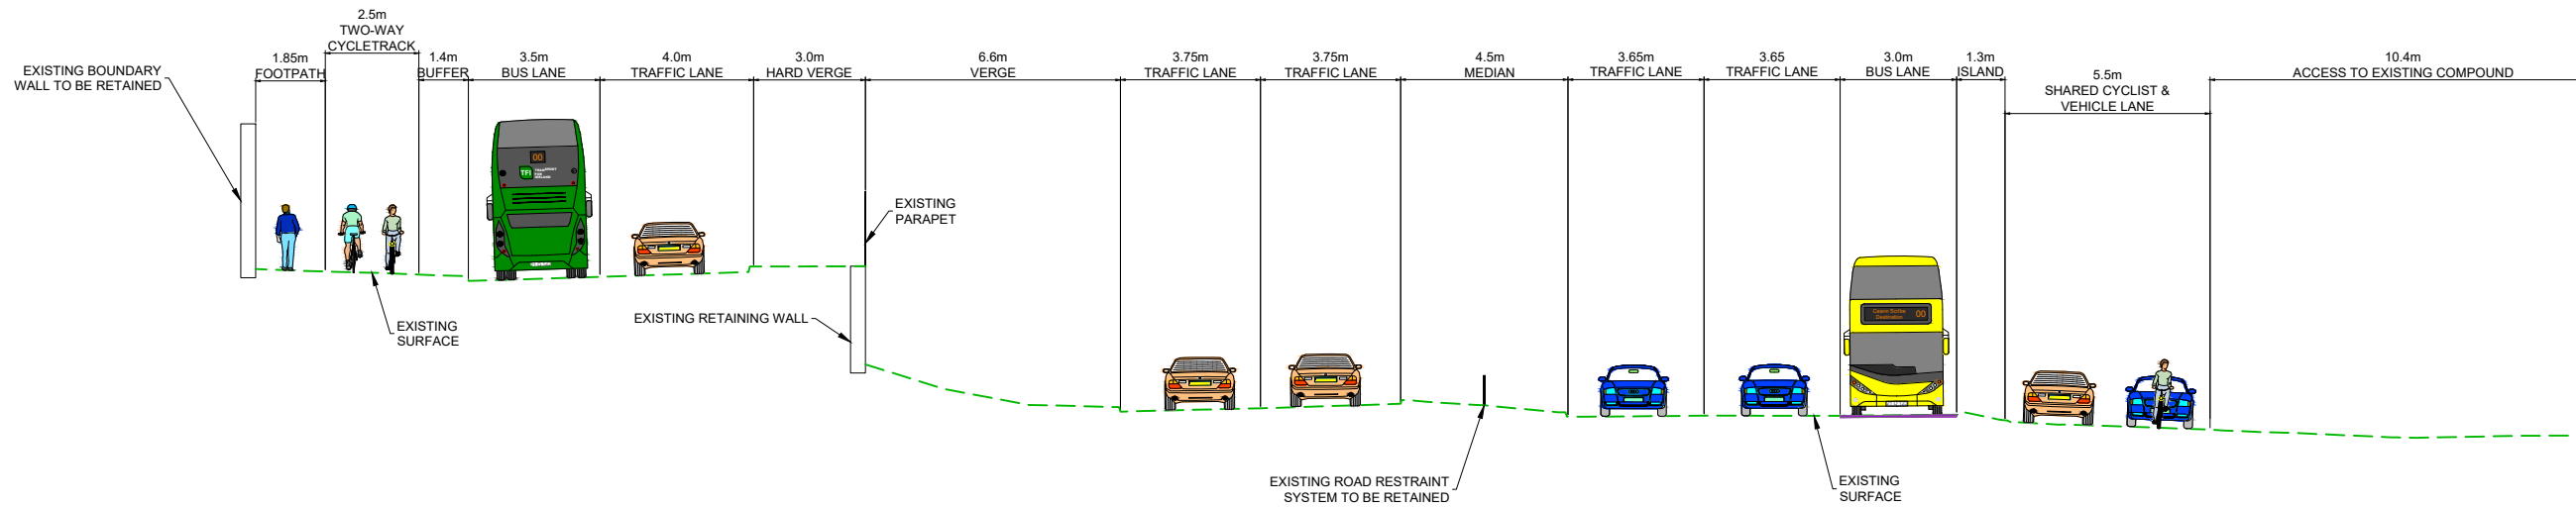 EXISTING BOUNDARY
WALL TO BE RETAINED
1.85m
FOOTPATH
2.5m
TWO-WAY
CYCLETRACK
1.4m
BUFFER
3.5m
BUS LANE
4.0m
TRAFFIC LANE
3.0m
HARD VERGE
6.6m
VERGE
3.75m
TRAFFIC LANE
3.75m
TRAFFIC LANE
4.5m
MEDIAN
3.65m
TRAFFIC LANE
3.65
TRAFFIC LANE
3.0m
BUS LANE
1.3m
ISLAND
5.5m
SHARED CYCLIST &
VEHICLE LANE
10.4m
ACCESS TO EXISTING COMPOUND
00
TFI
EXISTING
PARAPET
EXISTING
SURFACE
EXISTING RETAINING WALL
00
EXISTING ROAD RESTRAINT
SYSTEM TO BE RETAINED
EXISTING
SURFACE